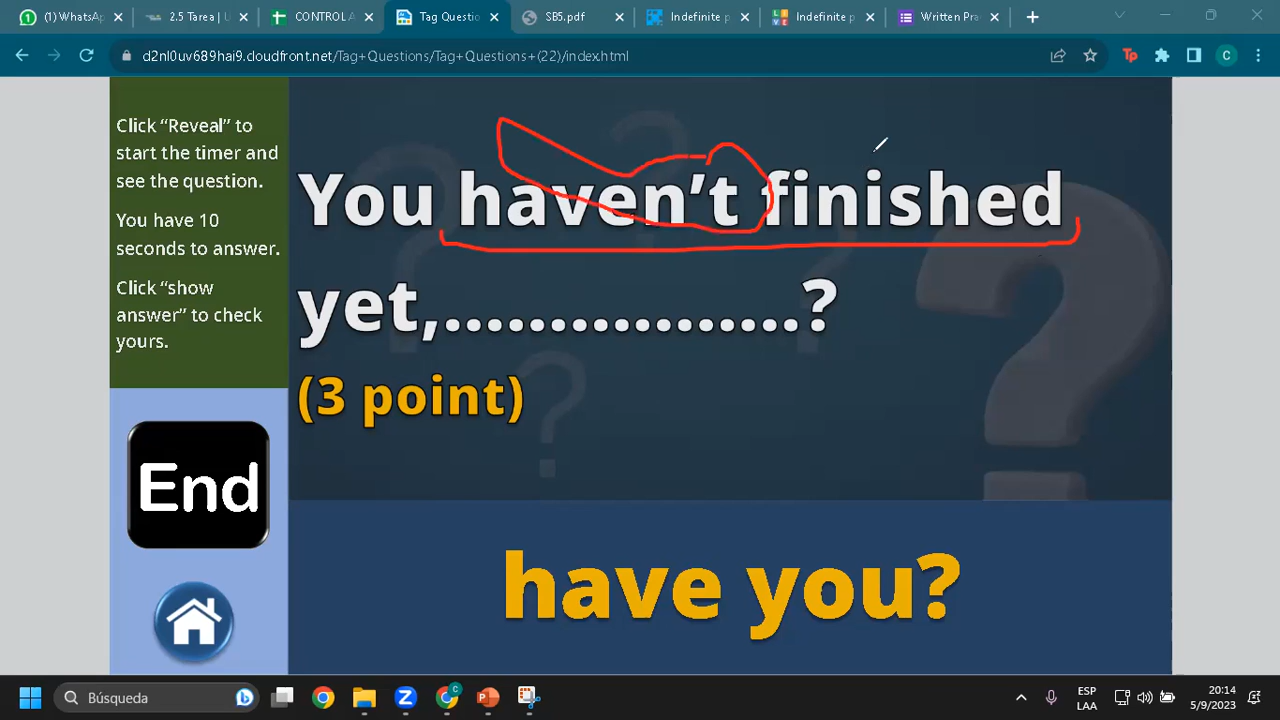 (1) WhatsA
2.5 Tarea | U
CONTROL A
Tag Questio
SB5.pdf
Indefinite p
Indefinite p
Written Pra
d2nl0uv689hai9.cloudfront.net/Tag+Questions/Tag+Questions+(22)/index.html
Tp
C
Click “Reveal” to
start the timer and
see the question.
You have 10
seconds to answer.
Click “show
answer” to check
yours.
End
You haven’t finished
yet,.................?
(3 point)
have you?
Búsqueda
ESP
LAA
20:14
5/9/2023